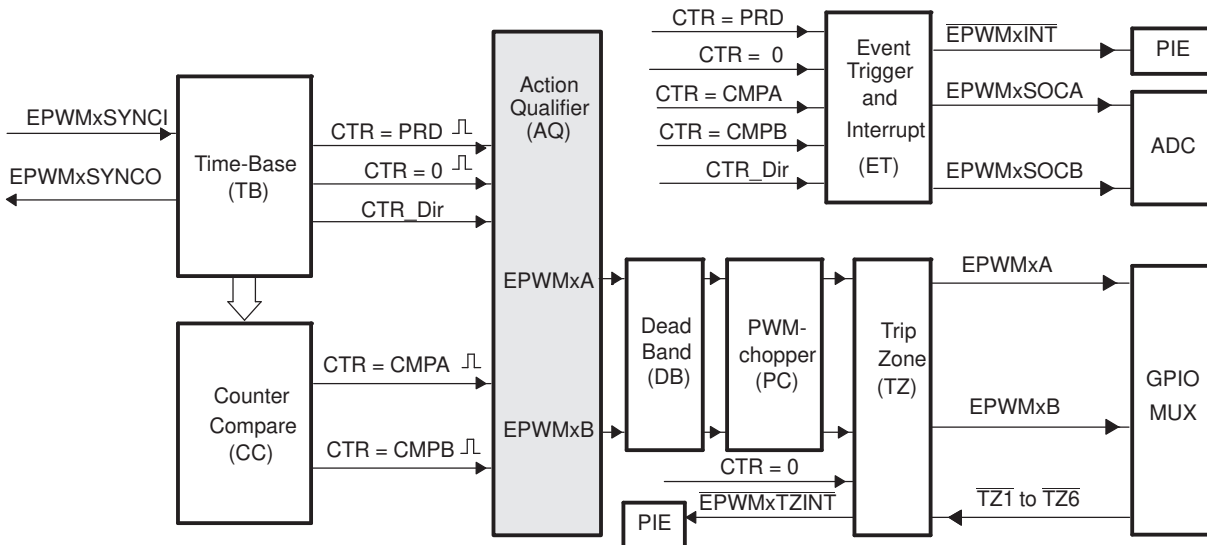 EPWMxSYNCI
EPWMxSYNCO
Time-Base
(TB)
CTR = PRD
CTR = 0
CTR_Dir
Counter
Compare
(CC)
CTR = CMPA
CTR = CMPB
Action
Qualifier
(AQ)
EPWMxA
EPWMxB
CTR = PRD
CTR = 0
CTR = CMPA
CTR = CMPB
CTR_Dir
Event
Trigger
and
Interrupt
(ET)
EPWMxINT
EPWMxSOCA
EPWMxSOCB
PIE
ADC
Dead
Band
(DB)
PWM-
chopper
(PC)
Trip
Zone
(TZ)
EPWMxA
EPWMxB
CTR = 0
EPWMxTZINT
TZ1 to TZ6
PIE
GPIO
MUX